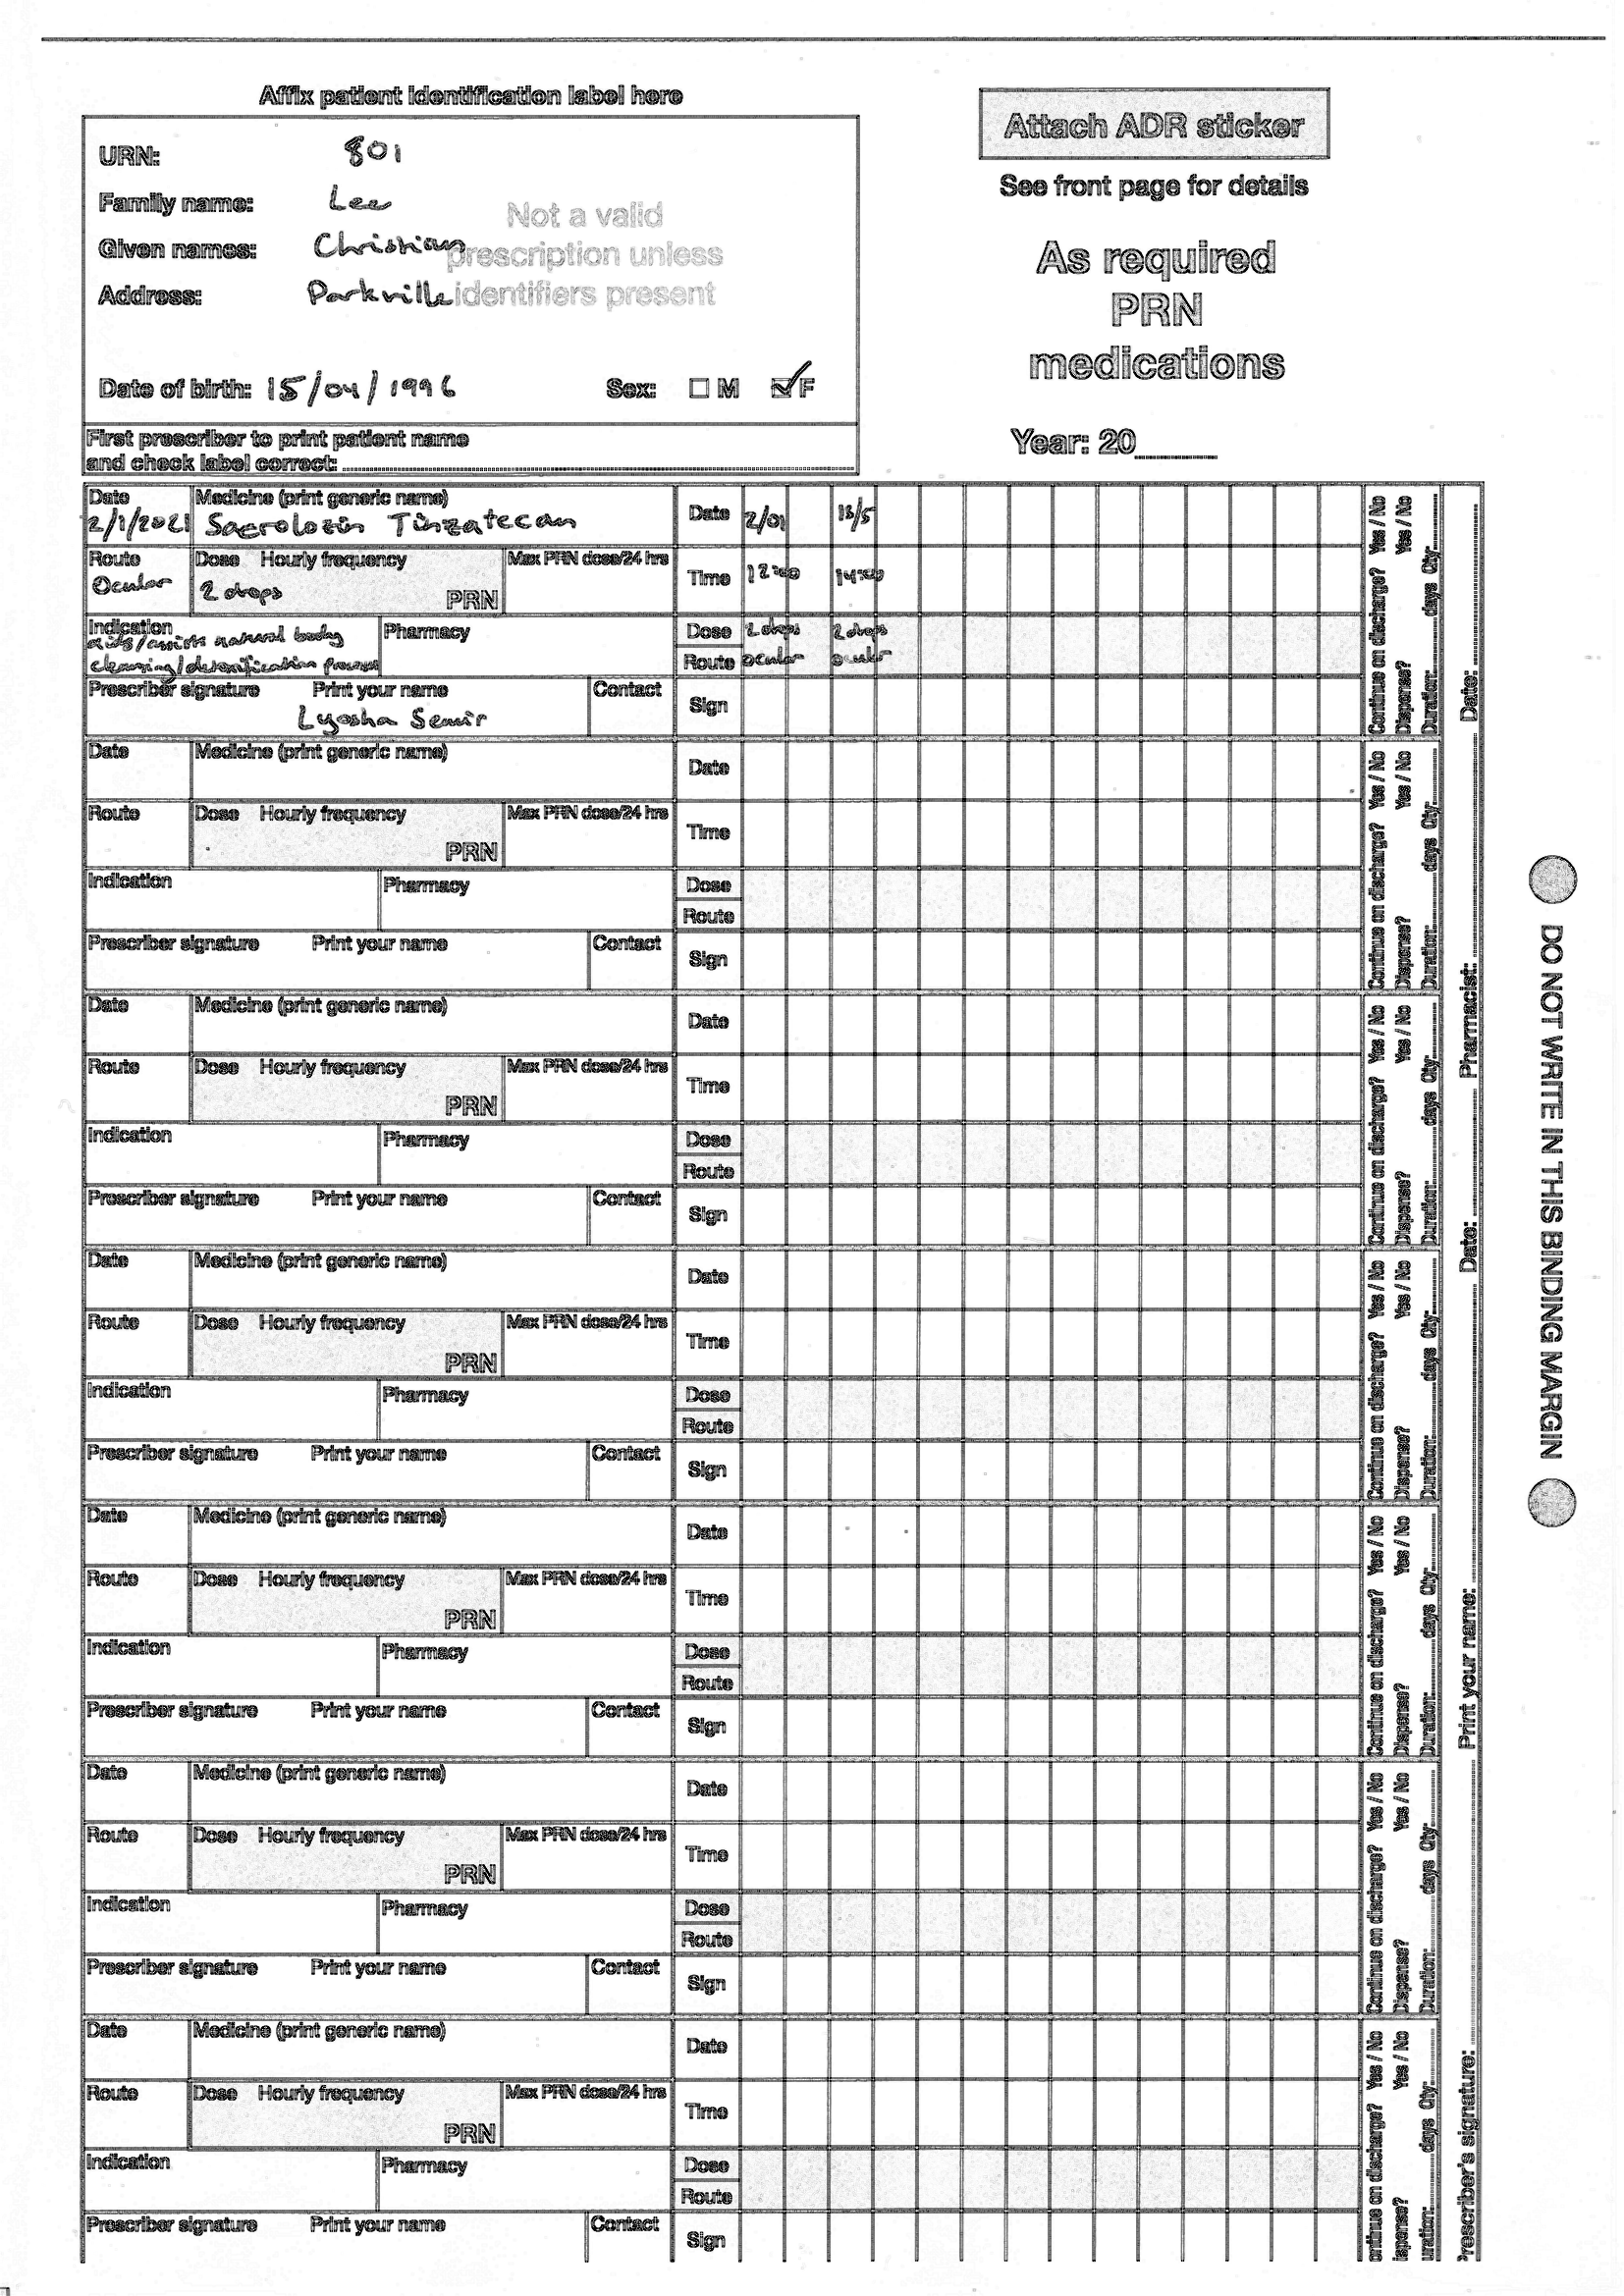 Affix patient identification label here
URN: 801
Family name: Lee
Given names: Christian
Address: Parkville
Not a valid
prescription unless
identifiers present
Date of birth: 15/04/1996 Sex: M F
First prescriber to print patient name
and check label correct:
Attach ADR sticker
See front page for details
As required
PRN
medications
Year: 20
Date Medicine (print generic name) Date 2/01 13/5
2/1/2021 Sacrolozin Tinzatecan
Route Dose Hourly frequency Max PRN dose/24 hrs Time 12:00 14:00
Ocular 2 drops PRN
Indication Pharmacy Dose 2 drops 2 drops
aids/assists natural body
cleansing/detoxification process Route ocular ocular
Prescriber signature Print your name Contact Sign
Lyosha Semir
Continue on discharge? Yes / No
Dispense? Yes / No
Duration: days Qty:
Date Medicine (print generic name) Date
Route Dose Hourly frequency Max PRN dose/24 hrs Time
PRN
Indication Pharmacy Dose
Route
Prescriber signature Print your name Contact Sign
Continue on discharge? Yes / No
Dispense? Yes / No
Duration: days Qty:
Date Medicine (print generic name) Date
Route Dose Hourly frequency Max PRN dose/24 hrs Time
PRN
Indication Pharmacy Dose
Route
Prescriber signature Print your name Contact Sign
Continue on discharge? Yes / No
Dispense? Yes / No
Duration: days Qty:
Date Medicine (print generic name) Date
Route Dose Hourly frequency Max PRN dose/24 hrs Time
PRN
Indication Pharmacy Dose
Route
Prescriber signature Print your name Contact Sign
Continue on discharge? Yes / No
Dispense? Yes / No
Duration: days Qty:
Date Medicine (print generic name) Date
Route Dose Hourly frequency Max PRN dose/24 hrs Time
PRN
Indication Pharmacy Dose
Route
Prescriber signature Print your name Contact Sign
Continue on discharge? Yes / No
Dispense? Yes / No
Duration: days Qty:
Date Medicine (print generic name) Date
Route Dose Hourly frequency Max PRN dose/24 hrs Time
PRN
Indication Pharmacy Dose
Route
Prescriber signature Print your name Contact Sign
Continue on discharge? Yes / No
Dispense? Yes / No
Duration: days Qty:
Date Medicine (print generic name) Date
Route Dose Hourly frequency Max PRN dose/24 hrs Time
PRN
Indication Pharmacy Dose
Route
Prescriber signature Print your name Contact Sign
ontinue on discharge? Yes / No
ispense? Yes / No
uration: days Qty:
rescriber's signature: Print your name: Date: Pharmacist: Date:
DO NOT WRITE IN THIS BINDING MARGIN